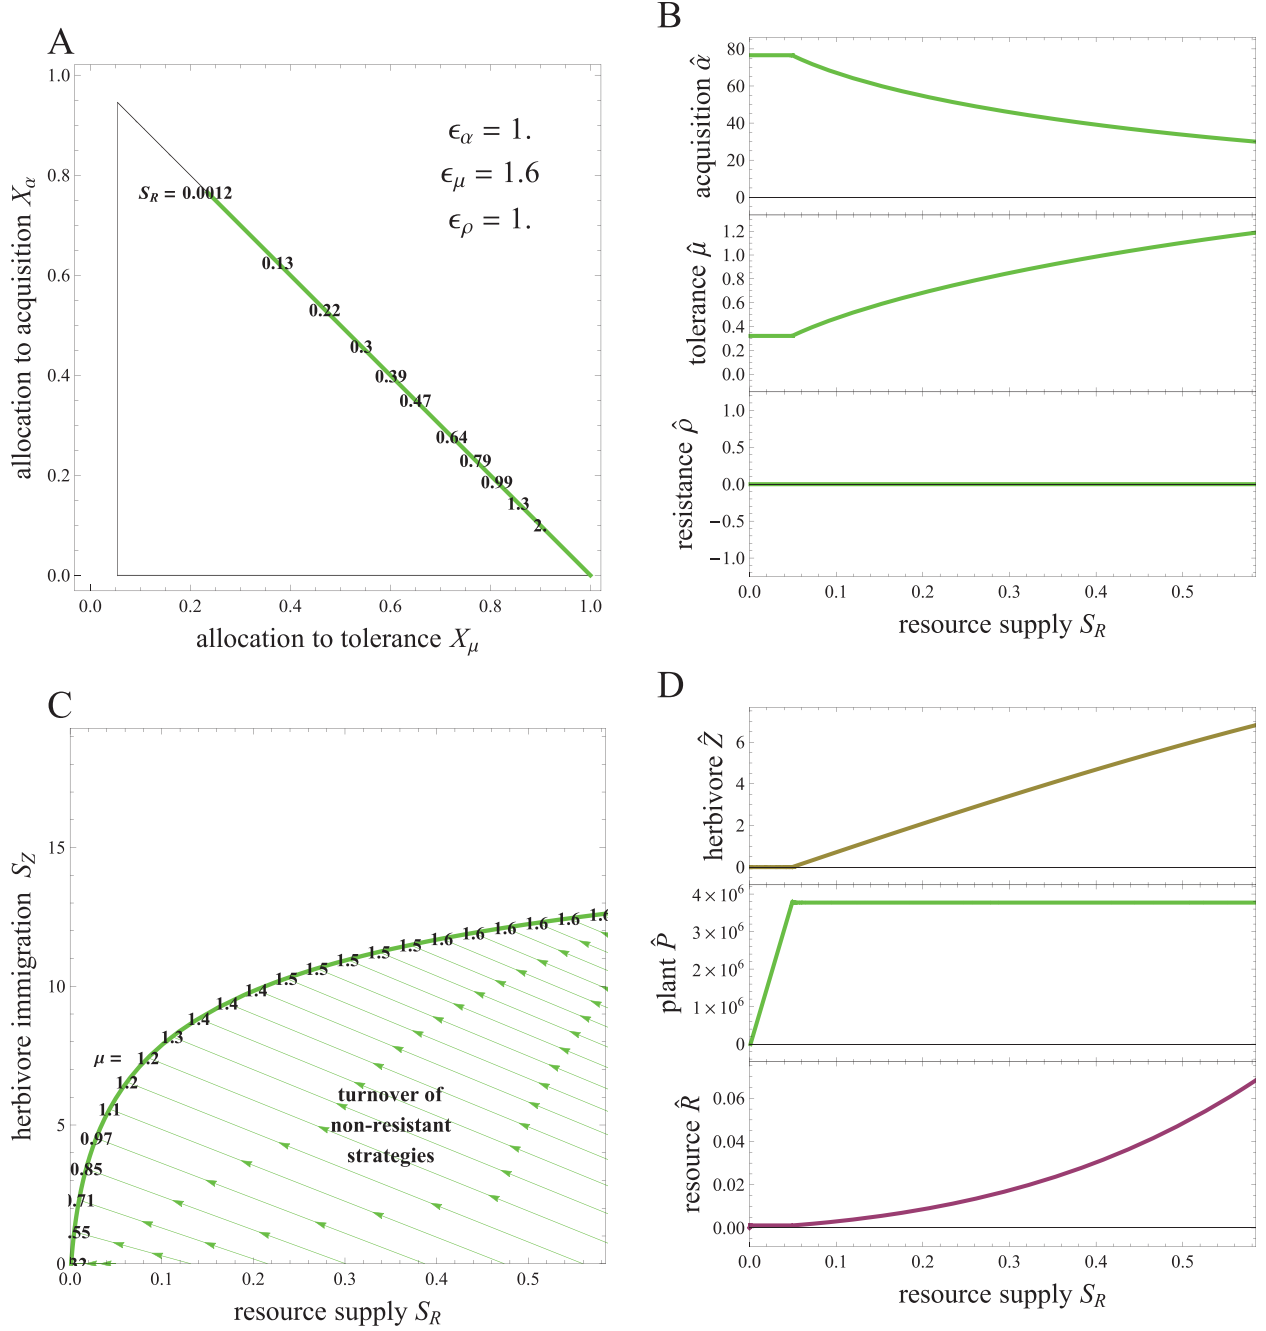 A
ϵα = 1.
ϵμ = 1.6
ϵρ = 1.
SR = 0.0012
0.13
0.22
0.3
0.39
0.47
0.64
0.79
0.99
1.3
2.
1.0
0.8
0.6
0.4
0.2
0.0
0.0 0.2 0.4 0.6 0.8 1.0
allocation to acquisition Xα
allocation to tolerance Xμ
B
80
60
40
20
0
acquisition α̂
1.2
1.0
0.8
0.6
0.4
0.2
0.0
tolerance μ̂
1.0
0.5
0.0
−0.5
−1.0
resistance ρ̂
0.0 0.1 0.2 0.3 0.4 0.5
resource supply SR
C
15
10
5
0
herbivore immigration SZ
μ =
1.6
1.6
1.6
1.6
1.6
1.6
1.5
1.5
1.5
1.5
1.5
1.4
1.4
1.4
1.3
1.2
1.2
1.1
0.97
0.85
0.71
.55
turnover of
non-resistant
strategies
0.0 0.1 0.2 0.3 0.4 0.5
resource supply SR
D
6
4
2
0
herbivore Ẑ
4 × 10⁶
3 × 10⁶
2 × 10⁶
1 × 10⁶
0
plant P̂
0.06
0.04
0.02
0.00
resource R̂
0.0 0.1 0.2 0.3 0.4 0.5
resource supply SR